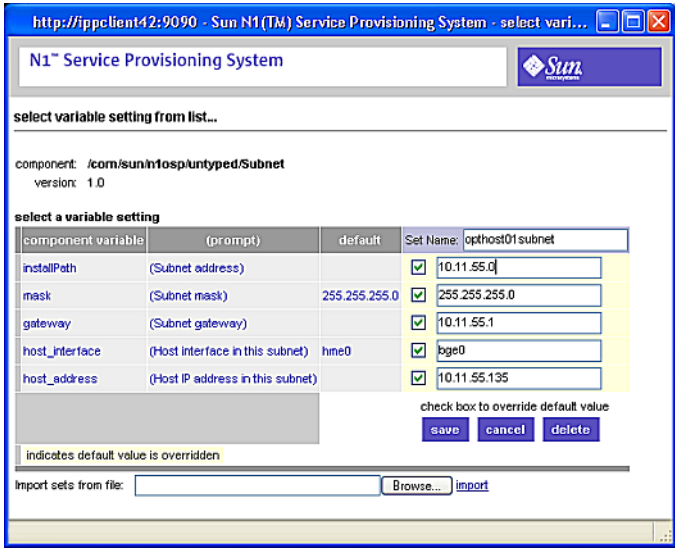 http://ippclient42:9090 - Sun N1(TM) Service Provisioning System - select vari...
N1™ Service Provisioning System
Sun
microsystems
select variable setting from list...
component: /com/sun/n1osp/untyped/Subnet
version: 1.0
select a variable setting
component variable (prompt) default Set Name: opthost01subnet
installPath (Subnet address) 10.11.55.0
mask (Subnet mask) 255.255.255.0 255.255.255.0
gateway (Subnet gateway) 10.11.55.1
host_interface (Host interface in this subnet) hme0 bge0
host_address (Host IP address in this subnet) 10.11.55.135
check box to override default value
save cancel delete
indicates default value is overridden
Import sets from file: Browse... import